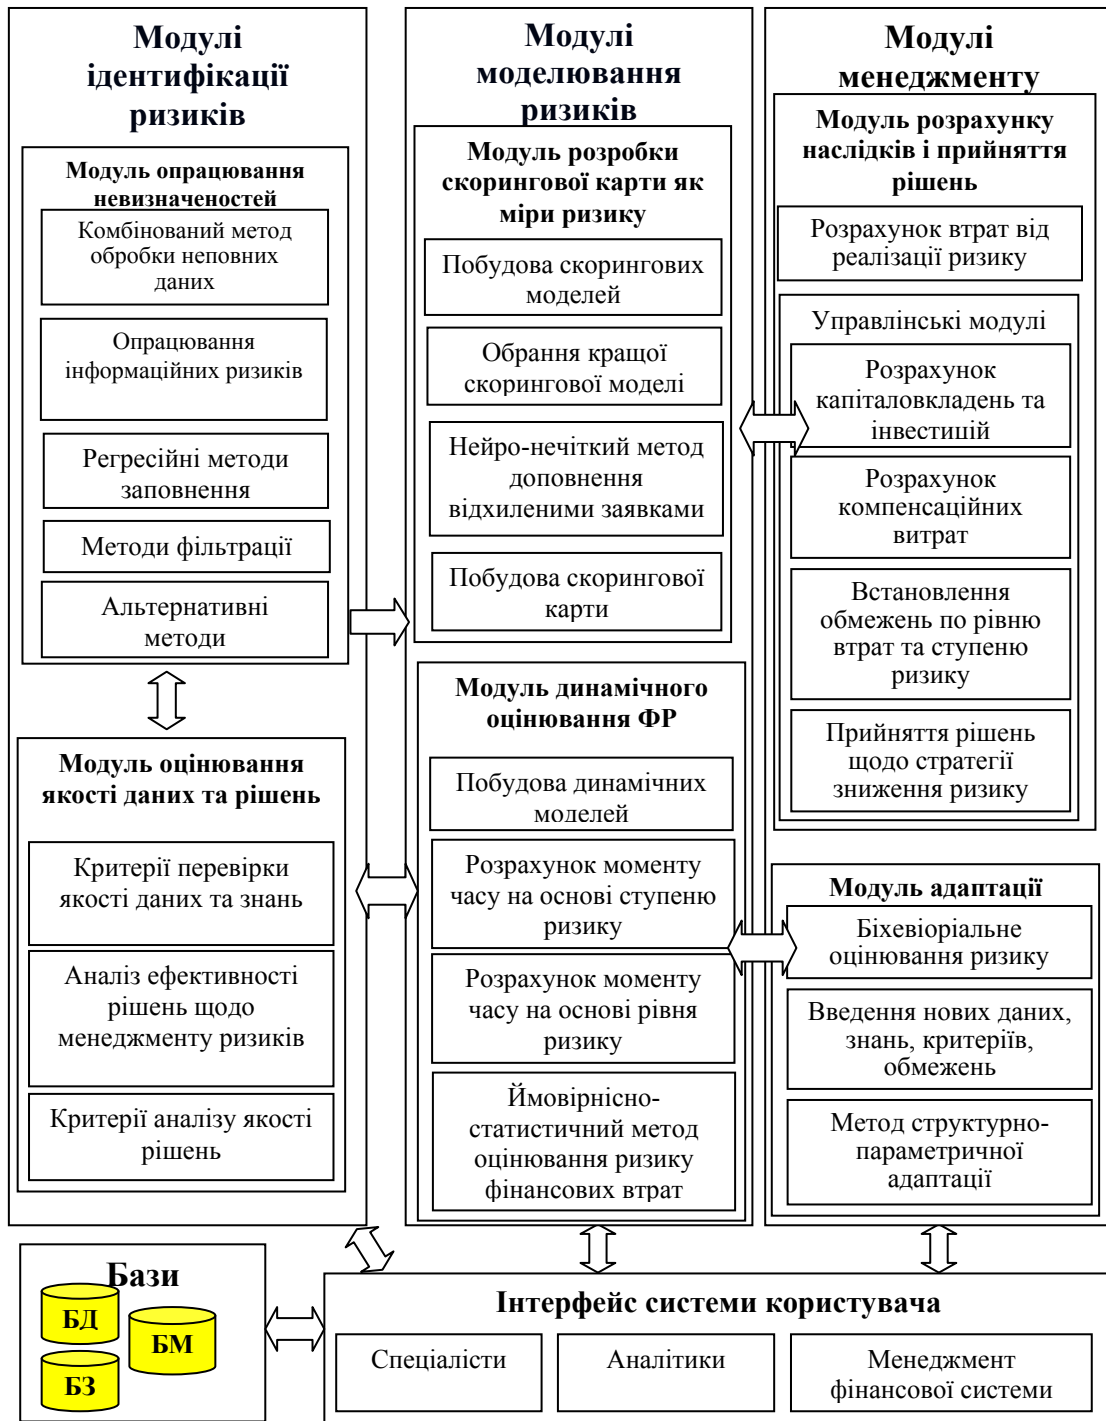 Модулі
ідентифікації
ризиків
Модуль опрацювання
невизначеностей
Комбінований метод
обробки неповних
даних
Опрацювання
інформаційних ризиків
Регресійні методи
заповнення
Методи фільтрації
Альтернативні
методи
Модуль оцінювання
якості даних та рішень
Критерії перевірки
якості даних та знань
Аналіз ефективності
рішень щодо
менеджменту ризиків
Критерії аналізу якості
рішень
Модулі
моделювання
ризиків
Модуль розробки
скорингової карти як
міри ризику
Побудова скорингових
моделей
Обрання кращої
скорингової моделі
Нейро-нечіткий метод
доповнення
відхиленими заявками
Побудова скорингової
карти
Модуль динамічного
оцінювання ФР
Побудова динамічних
моделей
Розрахунок моменту
часу на основі ступеню
ризику
Розрахунок моменту
часу на основі рівня
ризику
Ймовірнісно-
статистичний метод
оцінювання ризику
фінансових втрат
Модулі
менеджменту
Модуль розрахунку
наслідків і прийняття
рішень
Розрахунок втрат від
реалізації ризику
Управлінські модулі
Розрахунок
капіталовкладень та
інвестицій
Розрахунок
компенсаційних
витрат
Встановлення
обмежень по рівню
втрат та ступеню
ризику
Прийняття рішень
щодо стратегії
зниження ризику
Модуль адаптації
Біхевіоріальне
оцінювання ризику
Введення нових даних,
знань, критеріїв,
обмежень
Метод структурно-
параметричної
адаптації
Бази
БД
БМ
БЗ
Інтерфейс системи користувача
Спеціалісти
Аналітики
Менеджмент
фінансової системи